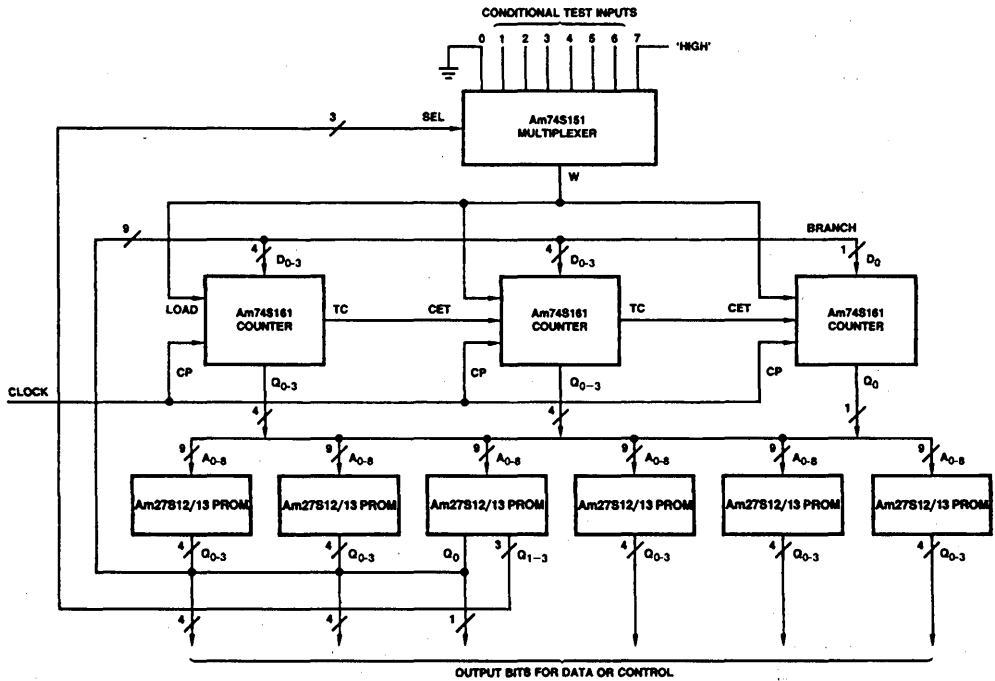 CONDITIONAL TEST INPUTS
0 1 2 3 4 5 6 7
'HIGH'
3
SEL
Am74S151
MULTIPLEXER
W
9
BRANCH
4
D0-3
4
D0-3
1
D0
LOAD
Am74S161
COUNTER
TC
CET
Am74S161
COUNTER
TC
CET
Am74S161
COUNTER
CP
CP
CP
Q0-3
Q0-3
Q0
CLOCK
4
4
1
9
A0-8
9
A0-8
9
A0-8
9
A0-8
9
A0-8
9
A0-8
Am27S12/13 PROM
Am27S12/13 PROM
Am27S12/13 PROM
Am27S12/13 PROM
Am27S12/13 PROM
Am27S12/13 PROM
4
Q0-3
4
Q0-3
Q0
3
Q1-3
4
Q0-3
4
Q0-3
4
Q0-3
4
4
1
OUTPUT BITS FOR DATA OR CONTROL